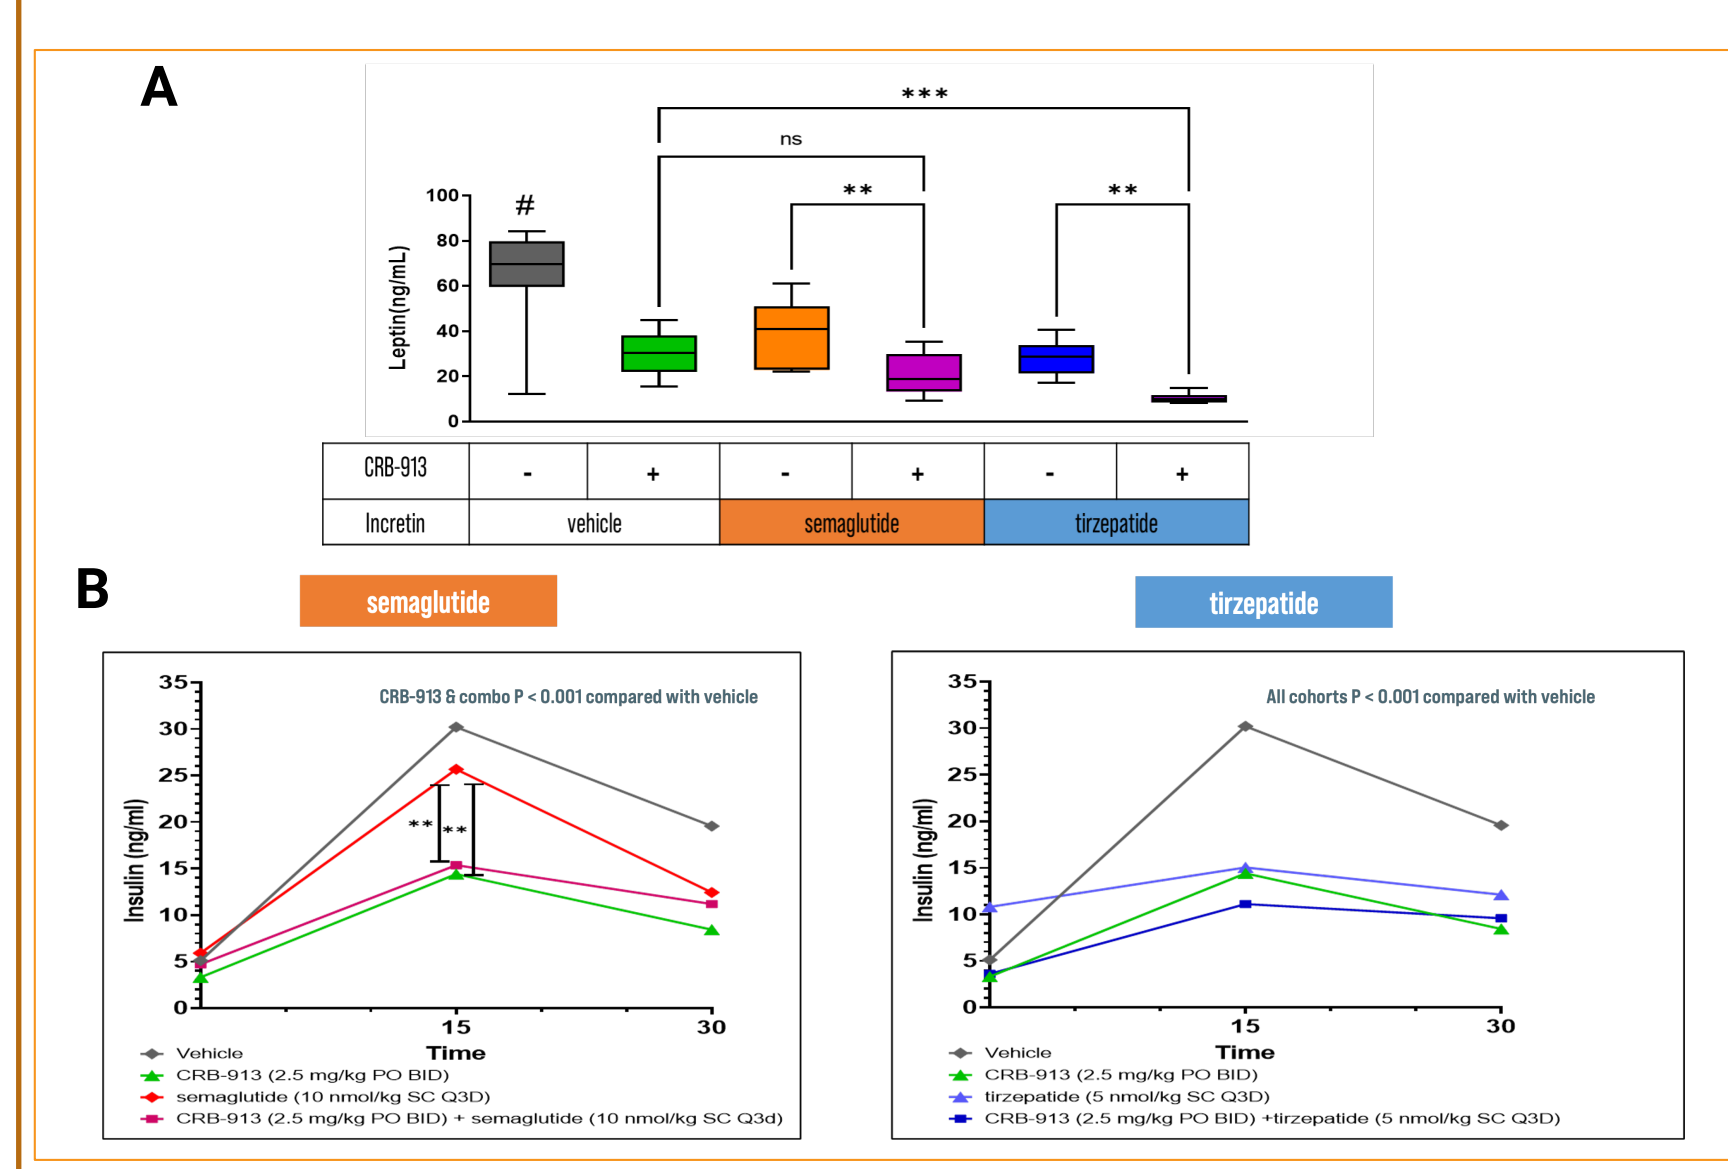 A
***
ns
**
**
#
100
80
60
40
20
0
Leptin(ng/mL)
CRB-913 - + - + - +
Incretin vehicle semaglutide tirzepatide
B
semaglutide
tirzepatide
CRB-913 & combo P < 0.001 compared with vehicle
35
30
25
20
15
10
5
0
Insulin (ng/ml)
** **
15 30
Time
Vehicle
CRB-913 (2.5 mg/kg PO BID)
semaglutide (10 nmol/kg SC Q3D)
CRB-913 (2.5 mg/kg PO BID) + semaglutide (10 nmol/kg SC Q3d)
All cohorts P < 0.001 compared with vehicle
35
30
25
20
15
10
5
0
Insulin (ng/ml)
15 30
Time
Vehicle
CRB-913 (2.5 mg/kg PO BID)
tirzepatide (5 nmol/kg SC Q3D)
CRB-913 (2.5 mg/kg PO BID) +tirzepatide (5 nmol/kg SC Q3D)